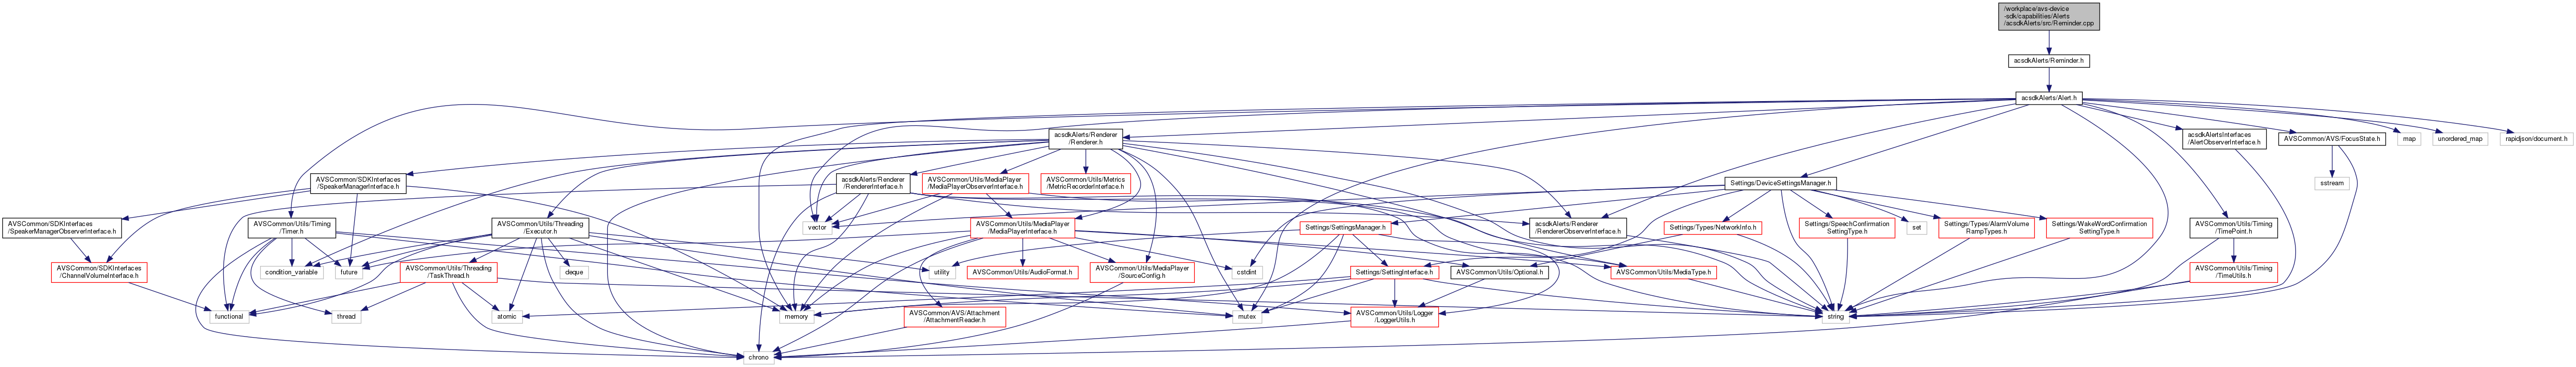 /workplace/avs-device
-sdk/capabilities/Alerts
/acsdkAlerts/src/Reminder.cpp
acsdkAlerts/Reminder.h
acsdkAlerts/Alert.h
acsdkAlerts/Renderer
/Renderer.h
acsdkAlertsInterfaces
/AlertObserverInterface.h
AVSCommon/AVS/FocusState.h
map
unordered_map
rapidjson/document.h
AVSCommon/SDKInterfaces
/SpeakerManagerInterface.h
acsdkAlerts/Renderer
/RendererInterface.h
AVSCommon/Utils/MediaPlayer
/MediaPlayerObserverInterface.h
AVSCommon/Utils/Metrics
/MetricRecorderInterface.h
Settings/DeviceSettingsManager.h
sstream
AVSCommon/SDKInterfaces
/SpeakerManagerObserverInterface.h
AVSCommon/Utils/Timing
/Timer.h
AVSCommon/Utils/Threading
/Executor.h
vector
AVSCommon/Utils/MediaPlayer
/MediaPlayerInterface.h
Settings/SettingsManager.h
acsdkAlerts/Renderer
/RendererObserverInterface.h
Settings/Types/NetworkInfo.h
Settings/SpeechConfirmation
SettingType.h
set
Settings/Types/AlarmVolume
RampTypes.h
Settings/WakeWordConfirmation
SettingType.h
AVSCommon/Utils/Timing
/TimePoint.h
AVSCommon/SDKInterfaces
/ChannelVolumeInterface.h
condition_variable
future
AVSCommon/Utils/Threading
/TaskThread.h
deque
utility
AVSCommon/Utils/AudioFormat.h
AVSCommon/Utils/MediaPlayer
/SourceConfig.h
cstdint
Settings/SettingInterface.h
AVSCommon/Utils/Optional.h
AVSCommon/Utils/MediaType.h
AVSCommon/Utils/Timing
/TimeUtils.h
functional
thread
atomic
memory
AVSCommon/AVS/Attachment
/AttachmentReader.h
mutex
AVSCommon/Utils/Logger
/LoggerUtils.h
string
chrono